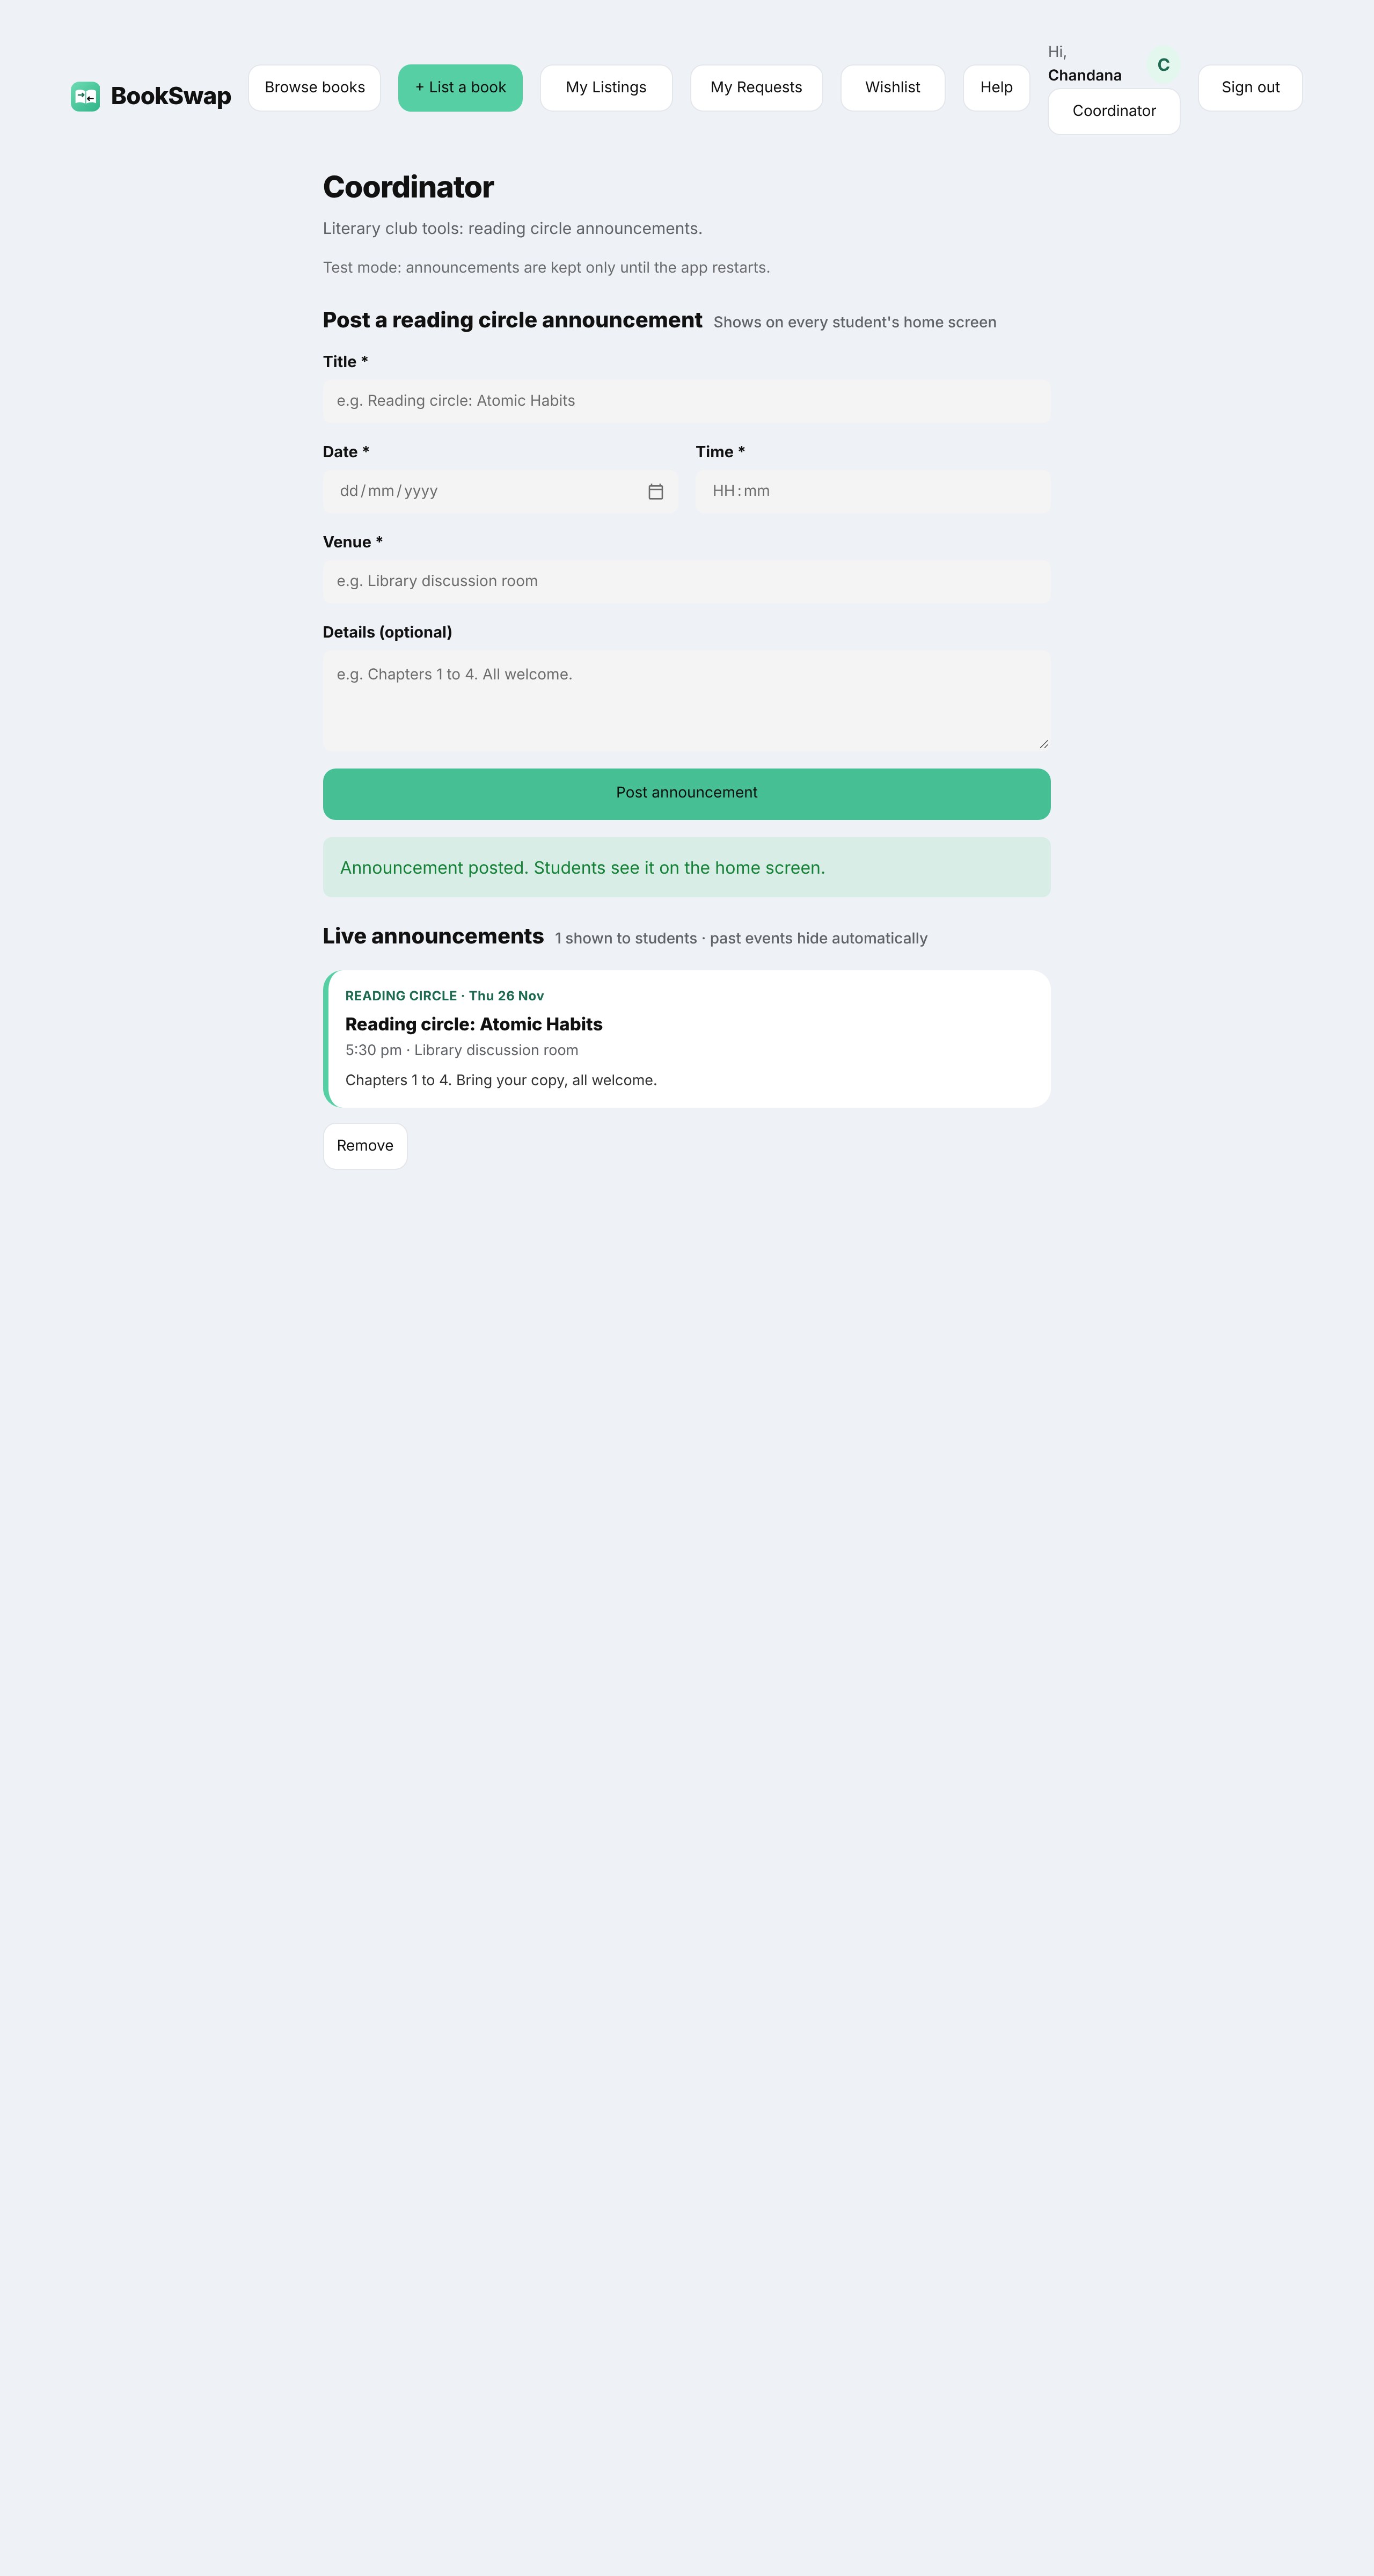 BookSwap
Browse books
+ List a book
My Listings
My Requests
Wishlist
Help
Hi,
Chandana
C
Coordinator
Sign out
Coordinator
Literary club tools: reading circle announcements.
Test mode: announcements are kept only until the app restarts.
Post a reading circle announcement Shows on every student's home screen
Title *
e.g. Reading circle: Atomic Habits
Date *
Time *
dd/mm/yyyy
HH:mm
Venue *
e.g. Library discussion room
Details (optional)
e.g. Chapters 1 to 4. All welcome.
Post announcement
Announcement posted. Students see it on the home screen.
Live announcements 1 shown to students · past events hide automatically
READING CIRCLE · Thu 26 Nov
Reading circle: Atomic Habits
5:30 pm · Library discussion room
Chapters 1 to 4. Bring your copy, all welcome.
Remove